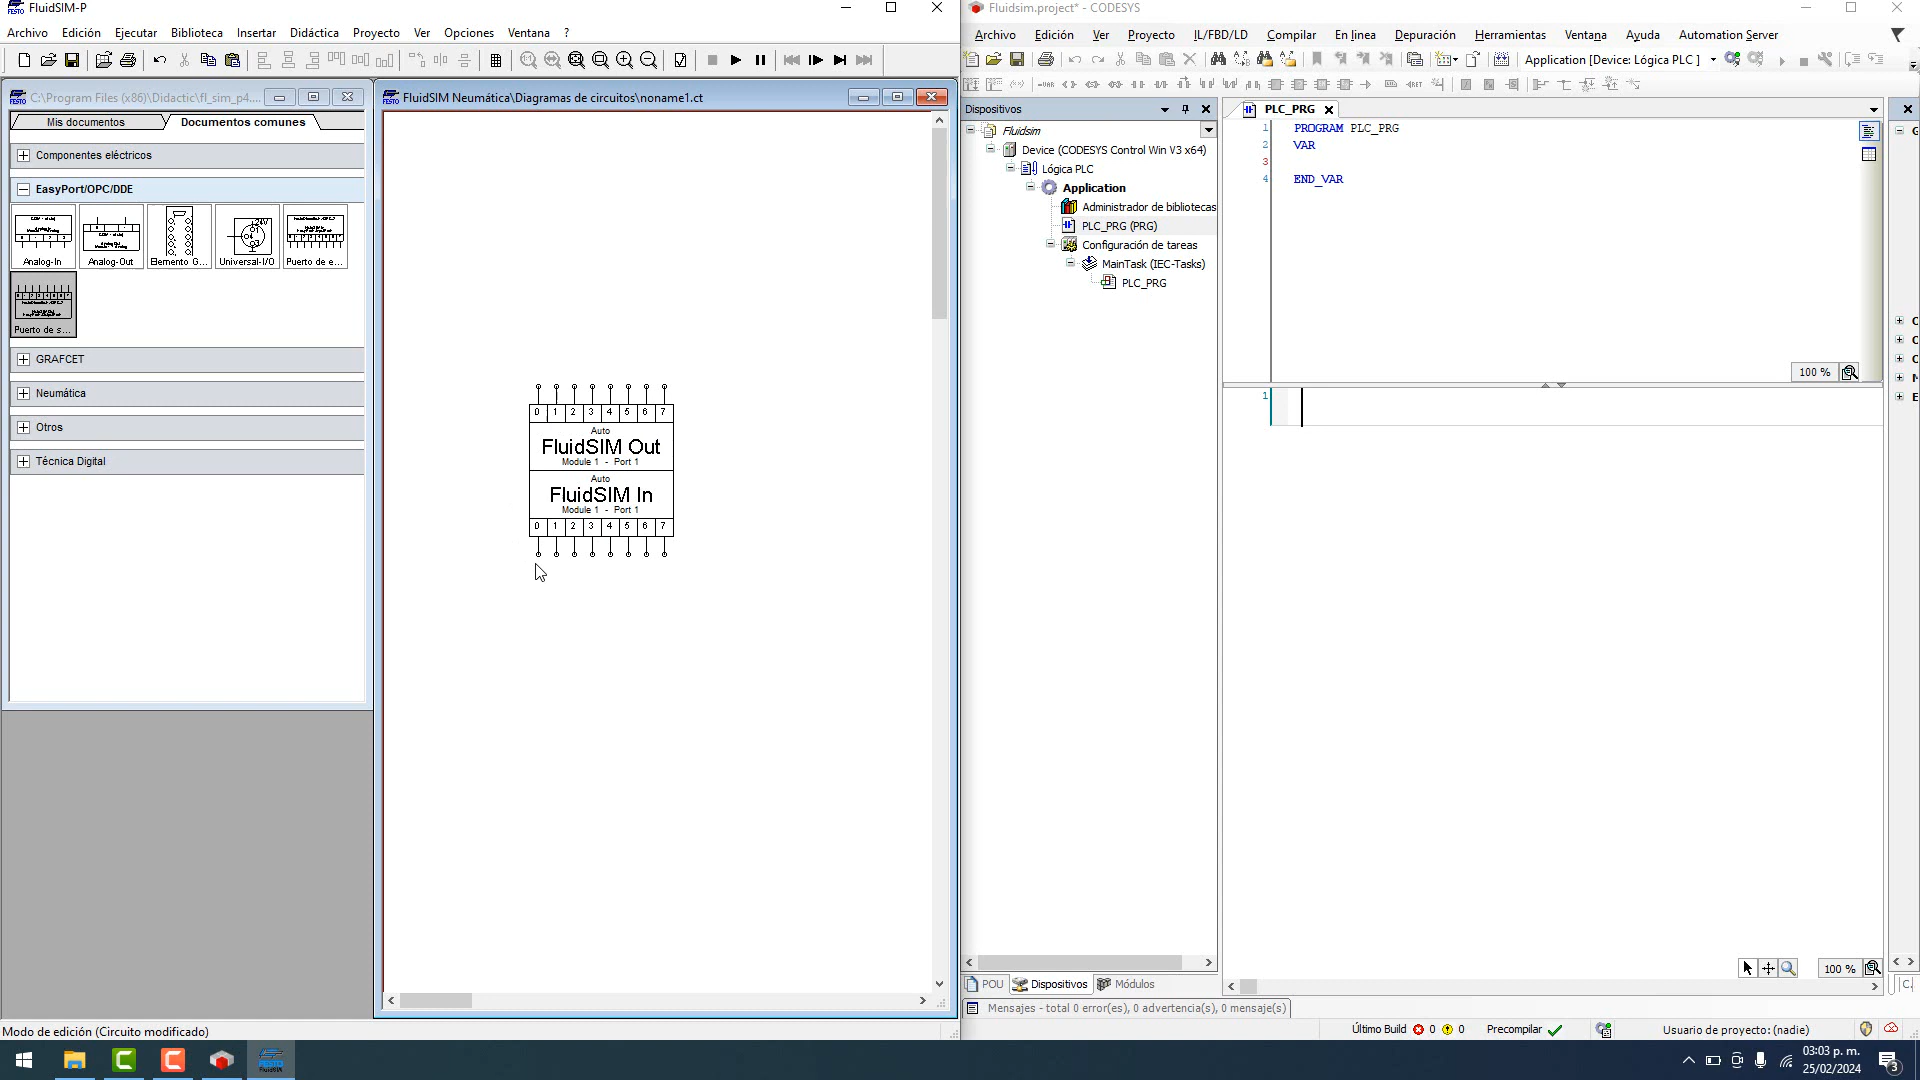 FluidSIM-P
Archivo Edición Ejecutar Biblioteca Insertar Didáctica Proyecto Ver Opciones Ventana ?
C:\Program Files (x86)\Didactic\fl_sim_p4....
Mis documentos Documentos comunes
Componentes eléctricos
EasyPort/OPC/DDE
Analog-In Analog-Out Elemento G... Universal-I/O Puerto de e...
Puerto de s...
GRAFCET
Neumática
Otros
Técnica Digital
FluidSIM Neumática\Diagramas de circuitos\noname1.ct
0 1 2 3 4 5 6 7
Auto
FluidSIM Out
Module 1 - Port 1
Auto
FluidSIM In
Module 1 - Port 1
0 1 2 3 4 5 6 7
Modo de edición (Circuito modificado)
Fluidsim.project* - CODESYS
Archivo Edición Ver Proyecto IL/FBD/LD Compilar En línea Depuración Herramientas Ventana Ayuda Automation Server
Application [Device: Lógica PLC ]
Dispositivos
Fluidsim
Device (CODESYS Control Win V3 x64)
Lógica PLC
Application
Administrador de bibliotecas
PLC_PRG (PRG)
Configuración de tareas
MainTask (IEC-Tasks)
PLC_PRG
POU Dispositivos Módulos
PLC_PRG
1 PROGRAM PLC_PRG
2 VAR
3
4 END_VAR
100 %
1
100 %
Mensajes - total 0 error(es), 0 advertencia(s), 0 mensaje(s)
Último Build 0 0 Precompilar Usuario de proyecto: (nadie)
03:03 p. m.
25/02/2024
3